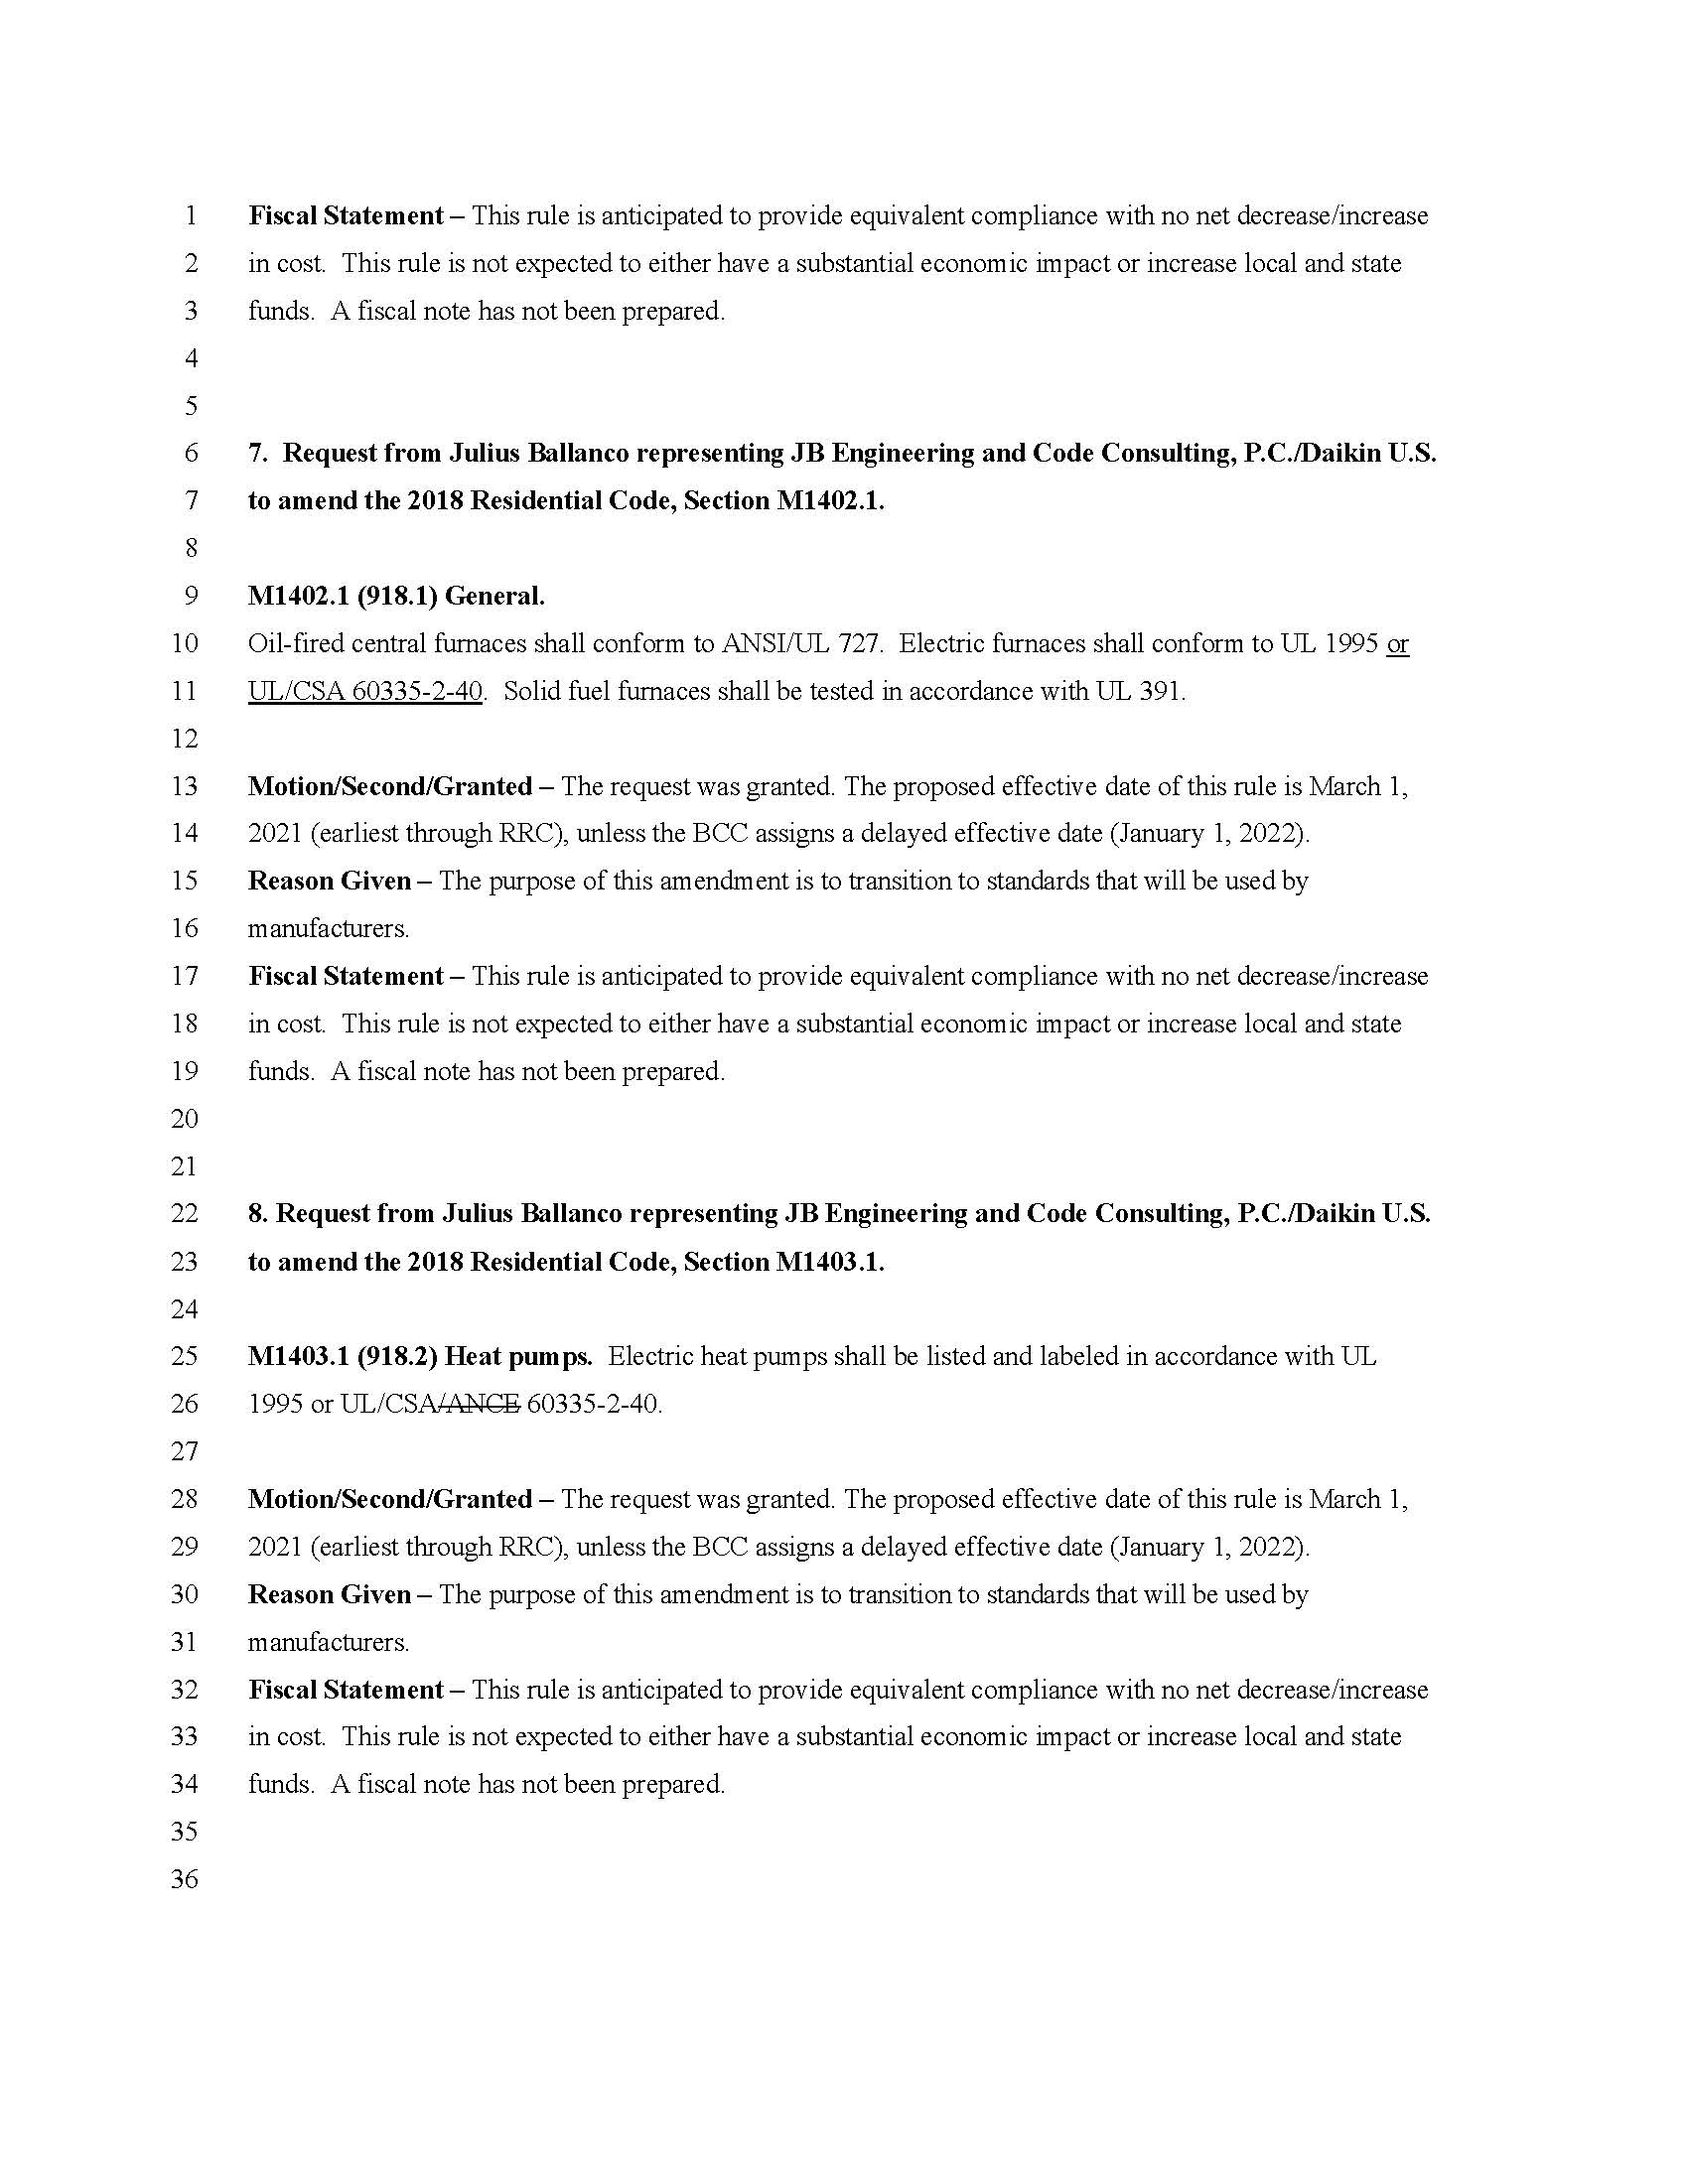 1 Fiscal Statement – This rule is anticipated to provide equivalent compliance with no net decrease/increase
2 in cost.  This rule is not expected to either have a substantial economic impact or increase local and state
3 funds.  A fiscal note has not been prepared.
4
5
6 7.  Request from Julius Ballanco representing JB Engineering and Code Consulting, P.C./Daikin U.S.
7 to amend the 2018 Residential Code, Section M1402.1.
8
9 M1402.1 (918.1) General.
10 Oil-fired central furnaces shall conform to ANSI/UL 727.  Electric furnaces shall conform to UL 1995 or
11 UL/CSA 60335-2-40.  Solid fuel furnaces shall be tested in accordance with UL 391.
12
13 Motion/Second/Granted – The request was granted. The proposed effective date of this rule is March 1,
14 2021 (earliest through RRC), unless the BCC assigns a delayed effective date (January 1, 2022).
15 Reason Given – The purpose of this amendment is to transition to standards that will be used by
16 manufacturers.
17 Fiscal Statement – This rule is anticipated to provide equivalent compliance with no net decrease/increase
18 in cost.  This rule is not expected to either have a substantial economic impact or increase local and state
19 funds.  A fiscal note has not been prepared.
20
21
22 8. Request from Julius Ballanco representing JB Engineering and Code Consulting, P.C./Daikin U.S.
23 to amend the 2018 Residential Code, Section M1403.1.
24
25 M1403.1 (918.2) Heat pumps.  Electric heat pumps shall be listed and labeled in accordance with UL
26 1995 or UL/CSA/ANCE 60335-2-40.
27
28 Motion/Second/Granted – The request was granted. The proposed effective date of this rule is March 1,
29 2021 (earliest through RRC), unless the BCC assigns a delayed effective date (January 1, 2022).
30 Reason Given – The purpose of this amendment is to transition to standards that will be used by
31 manufacturers.
32 Fiscal Statement – This rule is anticipated to provide equivalent compliance with no net decrease/increase
33 in cost.  This rule is not expected to either have a substantial economic impact or increase local and state
34 funds.  A fiscal note has not been prepared.
35
36